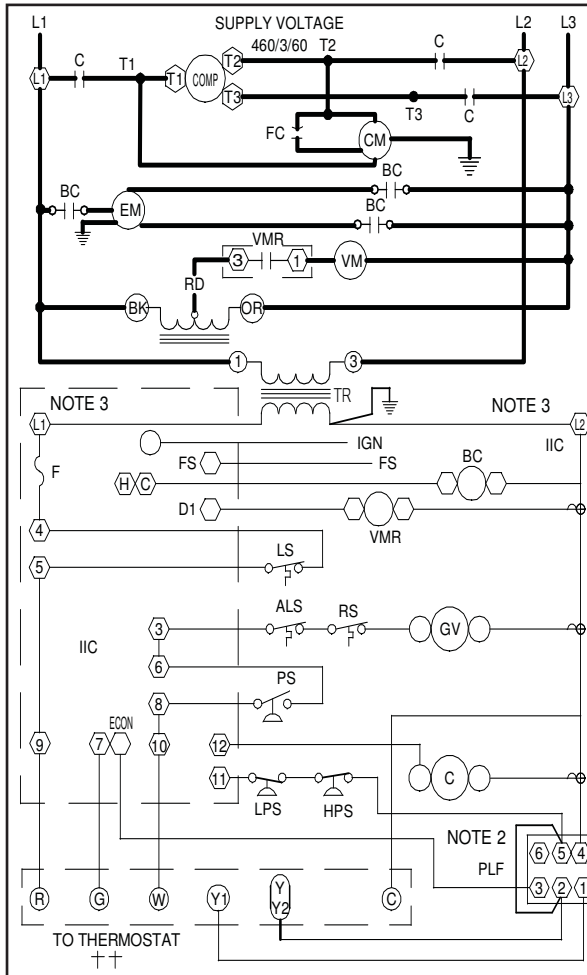 L1 SUPPLY VOLTAGE L2 L3
460/3/60 T2
C T1 T2 C
L1 T1 COMP L2
T3 T3 L3
FC CM C
BC BC
EM BC
VMR
3 1 VM
RD
BK OR
1 3
TR
NOTE 3 NOTE 3
L1 L2
IGN IIC
F FS FS BC
H C
D1
4 VMR
LS
5
ALS RS
3 GV
IIC
6 PS
8
ECON
9 7 10 12
C
11
LPS HPS
NOTE 2
6 5 4
PLF
3 2 1
R G W Y1 Y Y2 C
TO THERMOSTAT
††